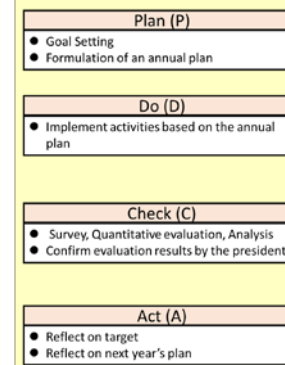 Plan (P)
● Goal Setting
● Formulation of an annual plan
Do (D)
● Implement activities based on the annual
plan
Check (C)
● Survey, Quantitative evaluation, Analysis
● Confirm evaluation results by the president
Act (A)
● Reflect on target
● Reflect on next year's plan